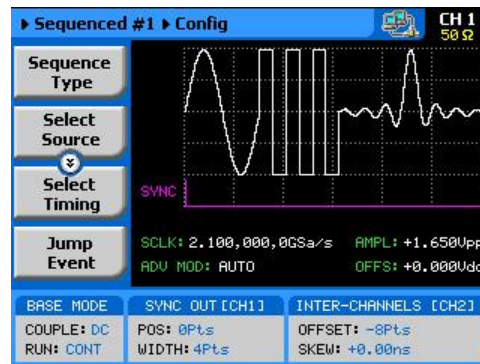 ▸ Sequenced #1 ▸ Config
CH 1
50 Ω
Sequence
Type
Select
Source
Select
Timing
Jump
Event
SYNC
SCLK: 2.100,000,0GSa/s AMPL: +1.650Vpp
ADV MOD: AUTO OFFS: +0.000Vdc
BASE MODE SYNC OUT [CH1] INTER-CHANNELS [CH2]
COUPLE: DC POS: 0Pts OFFSET: -8Pts
RUN: CONT WIDTH: 4Pts SKEW: +0.00ns